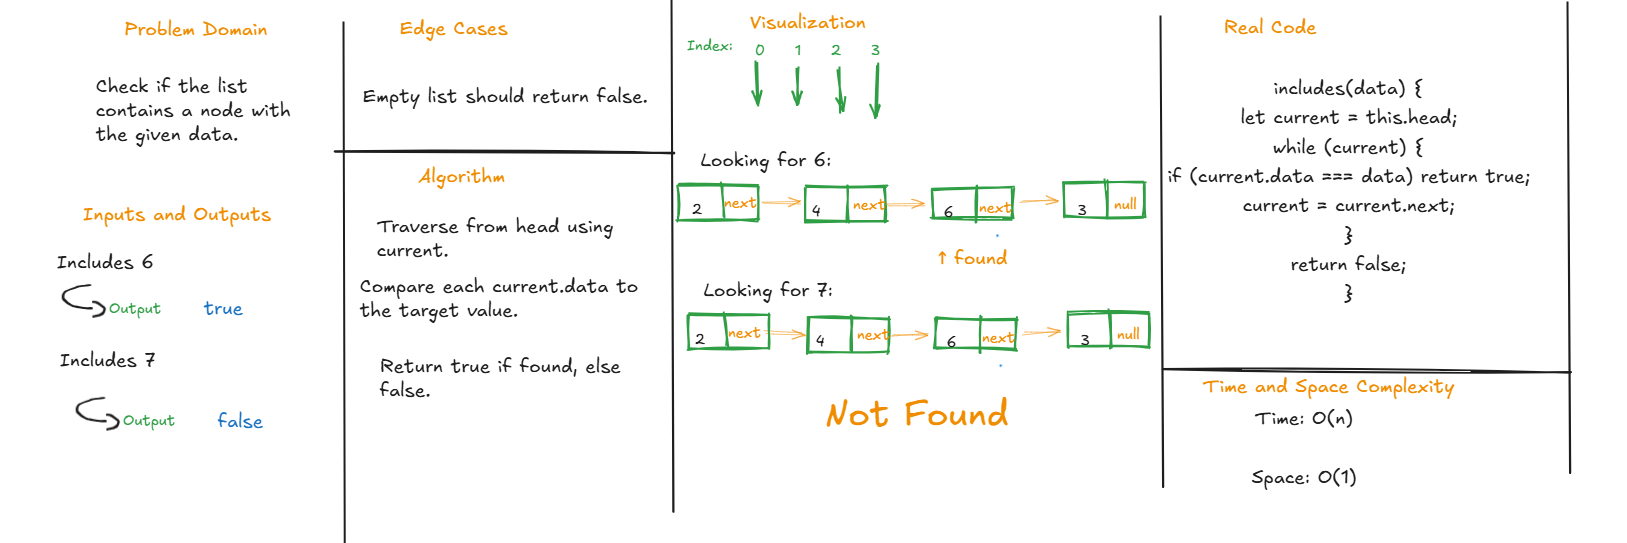 Problem Domain
Check if the list
contains a node with
the given data.
Inputs and Outputs
Includes 6
Output true
Includes 7
Output false
Edge Cases
Empty list should return false.
Algorithm
Traverse from head using
current.
Compare each current.data to
the target value.
Return true if found, else
false.
Visualization
Index: 0 1 2 3
Looking for 6:
2 next 4 next 6 next 3 null
↑ found
Looking for 7:
2 next 4 next 6 next 3 null
Not Found
Real Code
includes(data) {
let current = this.head;
while (current) {
if (current.data === data) return true;
current = current.next;
}
return false;
}
Time and Space Complexity
Time: O(n)
Space: O(1)